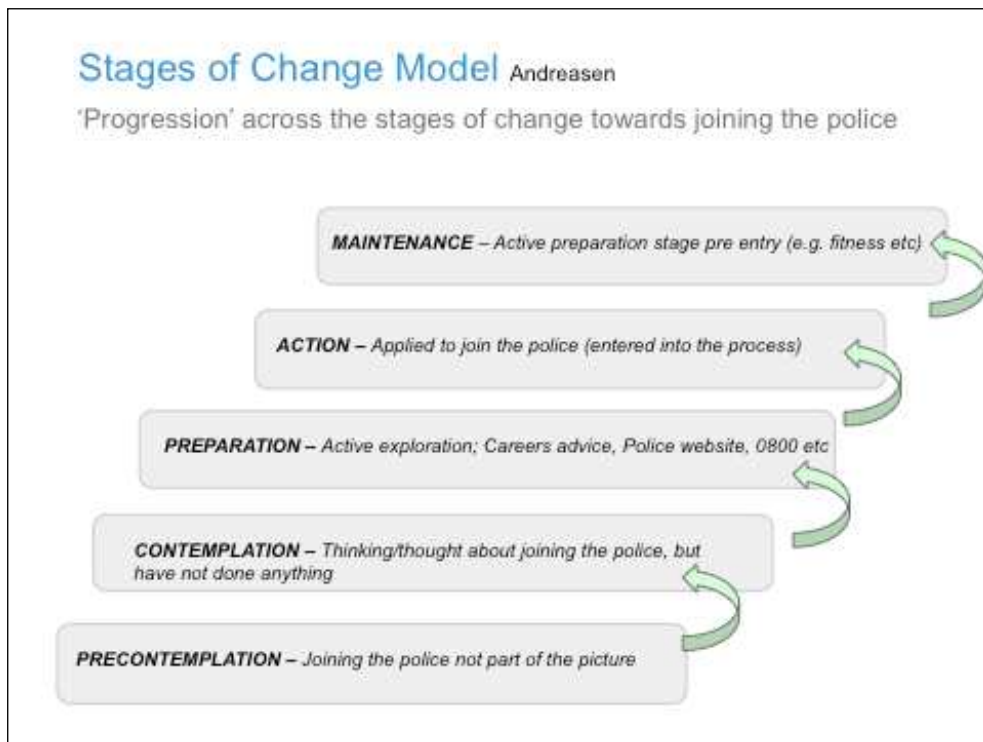 Stages of Change Model Andreasen
‘Progression’ across the stages of change towards joining the police
MAINTENANCE – Active preparation stage pre entry (e.g. fitness etc)
ACTION – Applied to join the police (entered into the process)
PREPARATION – Active exploration; Careers advice, Police website, 0800 etc
CONTEMPLATION – Thinking/thought about joining the police, but
have not done anything
PRECONTEMPLATION – Joining the police not part of the picture